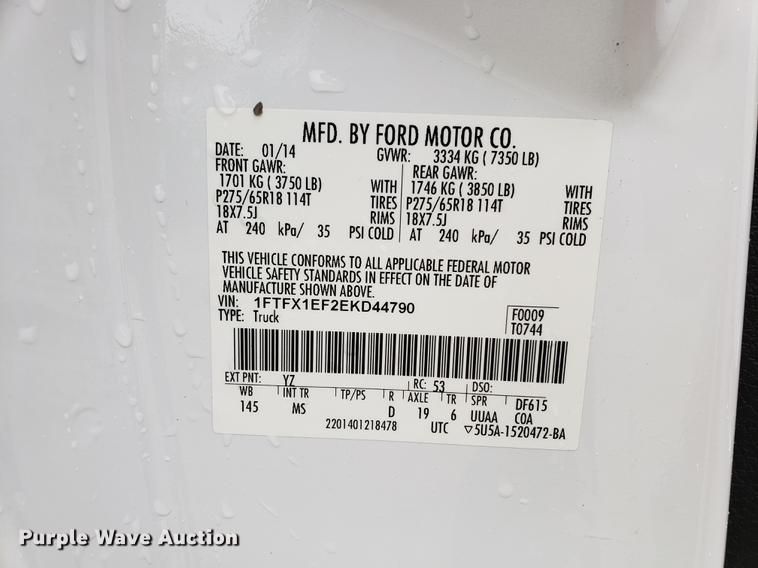 MFD. BY FORD MOTOR CO.
DATE: 01/14 GVWR: 3334 KG ( 7350 LB)
FRONT GAWR: REAR GAWR:
1701 KG ( 3750 LB) WITH 1746 KG ( 3850 LB) WITH
P275/65R18 114T TIRES P275/65R18 114T TIRES
18X7.5J RIMS 18X7.5J RIMS
AT 240 kPa/ 35 PSI COLD AT 240 kPa/ 35 PSI COLD
THIS VEHICLE CONFORMS TO ALL APPLICABLE FEDERAL MOTOR
VEHICLE SAFETY STANDARDS IN EFFECT ON THE DATE OF
MANUFACTURE SHOWN ABOVE.
VIN: 1FTFX1EF2EKD44790 F0009
TYPE: Truck T0744
EXT PNT: YZ RC: 53 DSO:
WB INT TR TP/PS R AXLE TR SPR DF615
145 MS D 19 6 UUAA COA
2201401218478 UTC ▽5U5A-1520472-BA
Purple Wave Auction